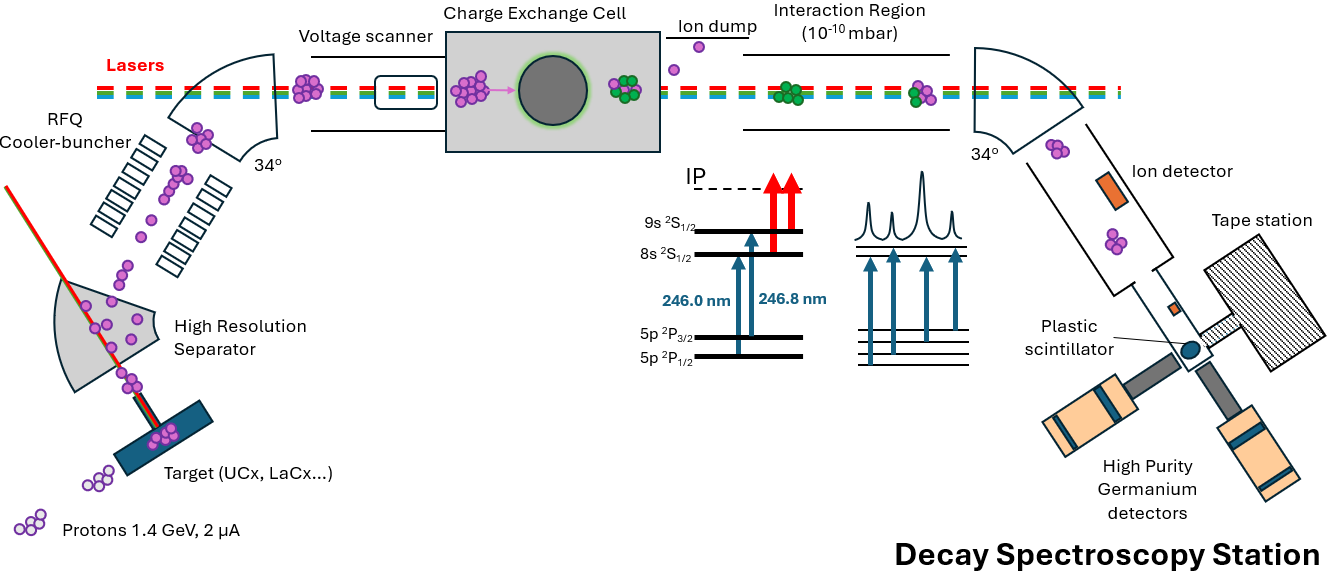 Charge Exchange Cell
Interaction Region
(10⁻¹⁰ mbar)
Ion dump
Voltage scanner
Lasers
RFQ
Cooler-buncher
34º
34º
Ion detector
IP
Tape station
9s ²S₁/₂
8s ²S₁/₂
246.0 nm
246.8 nm
5p ²P₃/₂
5p ²P₁/₂
High Resolution
Separator
Plastic
scintillator
Target (UCx, LaCx...)
High Purity
Germanium
detectors
Protons 1.4 GeV, 2 µA
Decay Spectroscopy Station